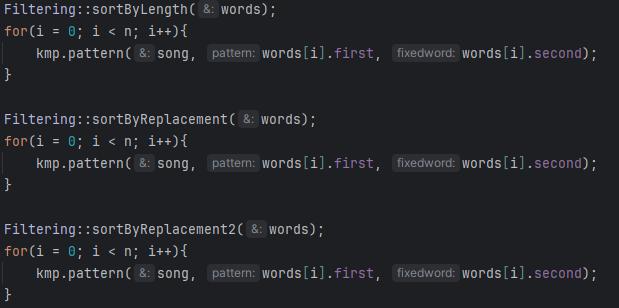 Filtering::sortByLength( &: words);
for(i = 0; i < n; i++){
    kmp.pattern( &: song, pattern: words[i].first, fixedword: words[i].second);
}

Filtering::sortByReplacement( &: words);
for(i = 0; i < n; i++){
    kmp.pattern( &: song, pattern: words[i].first, fixedword: words[i].second);
}

Filtering::sortByReplacement2( &: words);
for(i = 0; i < n; i++){
    kmp.pattern( &: song, pattern: words[i].first, fixedword: words[i].second);
}